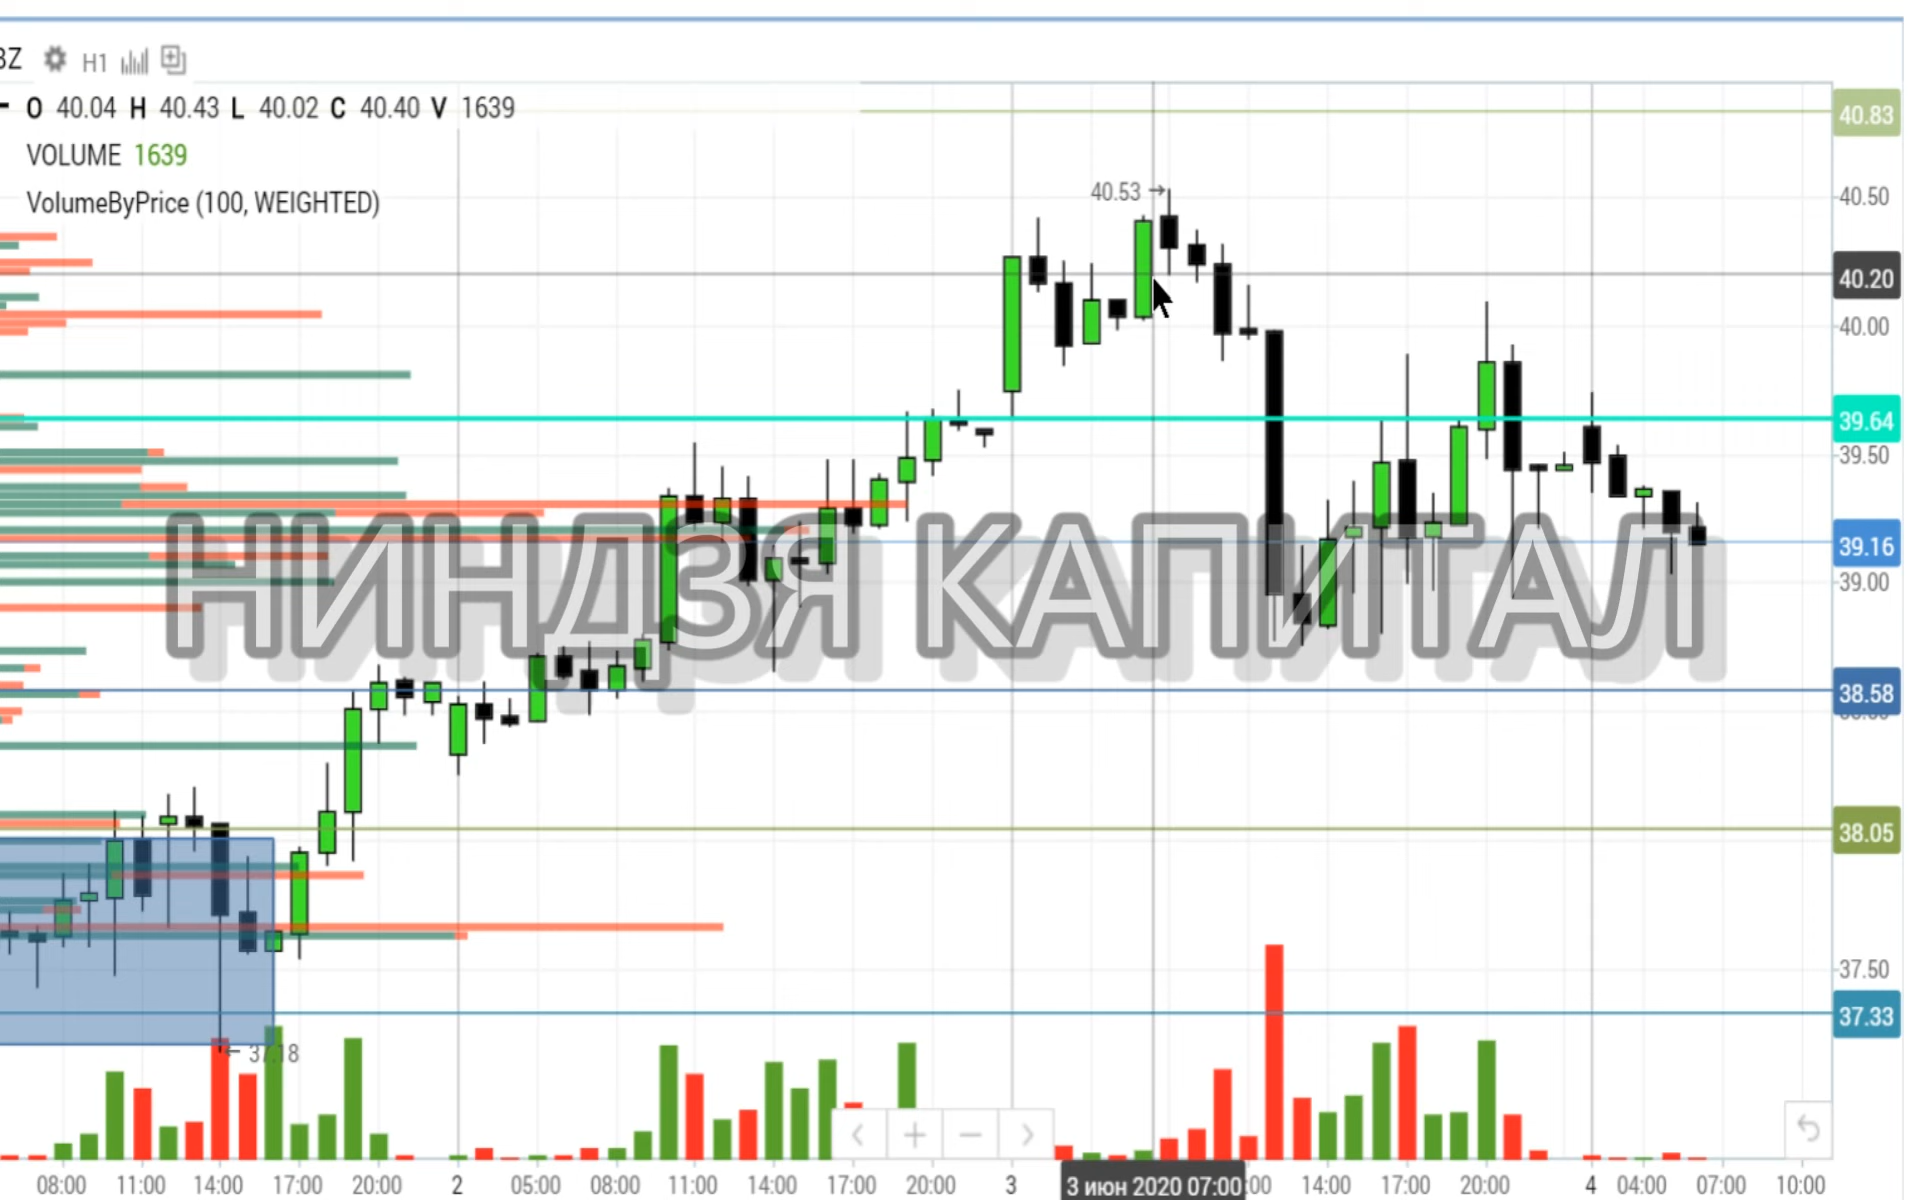 BZ H1
O 40.04 H 40.43 L 40.02 C 40.40 V 1639
VOLUME 1639
VolumeByPrice (100, WEIGHTED)
40.83
40.53
40.50
40.20
40.00
39.64
39.50
39.16
39.00
НИНДЗЯ КАПИТАЛ
38.58
38.05
37.50
37.33
37.18
08:00 11:00 14:00 17:00 20:00 2 05:00 08:00 11:00 14:00 17:00 20:00 3 3 июн 2020 07:00 14:00 17:00 20:00 4 04:00 07:00 10:00